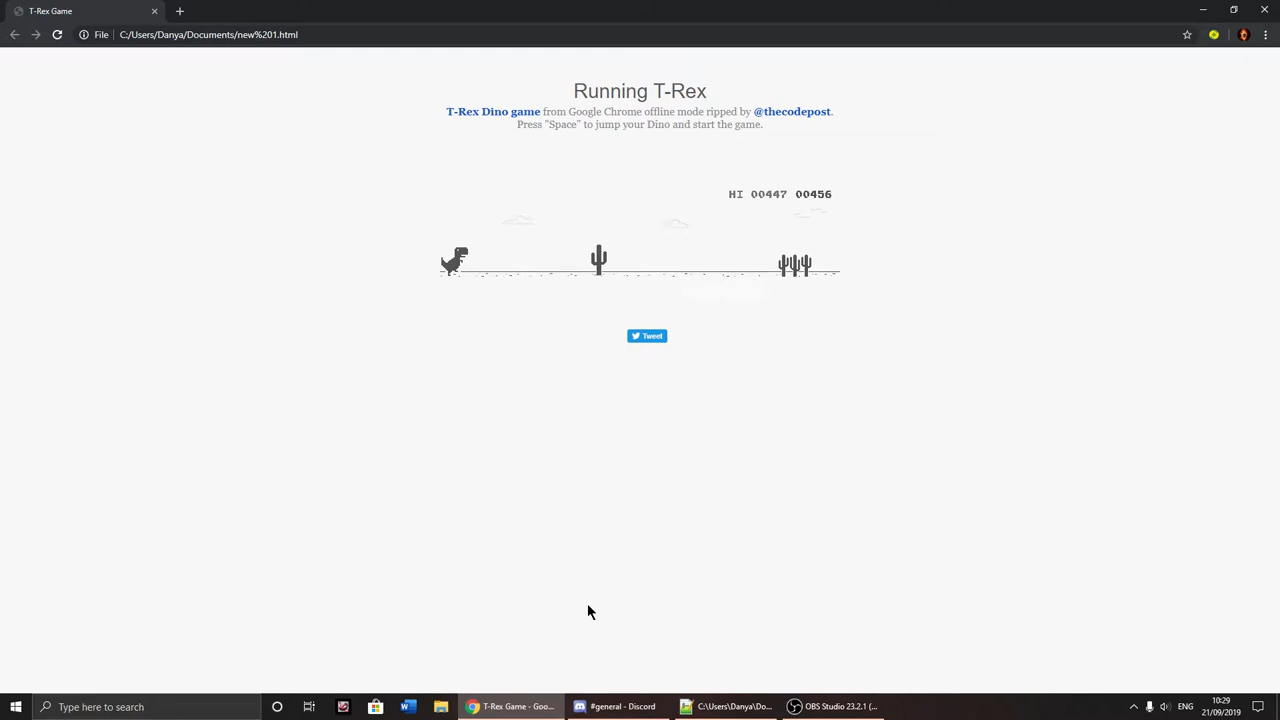 T-Rex Game
File
C:/Users/Danya/Documents/new%201.html
Running T-Rex
T-Rex Dino game from Google Chrome offline mode ripped by @thecodepost.
Press "Space" to jump your Dino and start the game.
HI 00447 00456
Tweet
Type here to search
T-Rex Game - Goo...
#general - Discord
C:\Users\Danya\Do...
OBS Studio 23.2.1 (...
ENG
10:29
21/09/2019